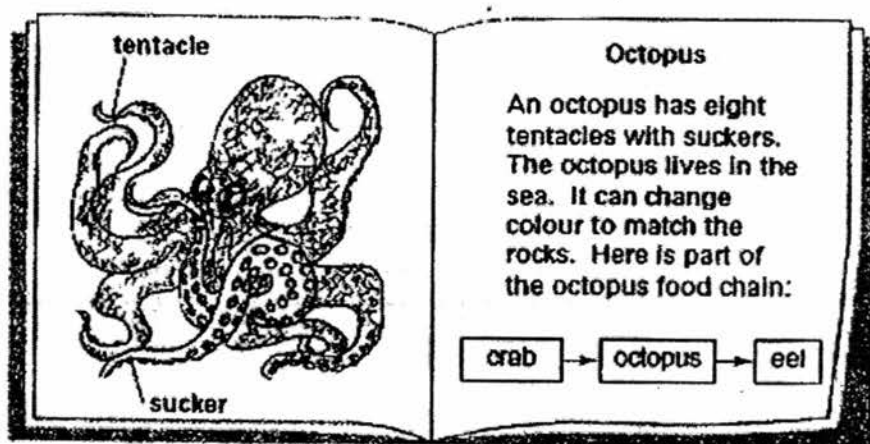 tentacle
sucker
Octopus
An octopus has eight
tentacles with suckers.
The octopus lives in the
sea. It can change
colour to match the
rocks. Here is part of
the octopus food chain:
crab → octopus → eel